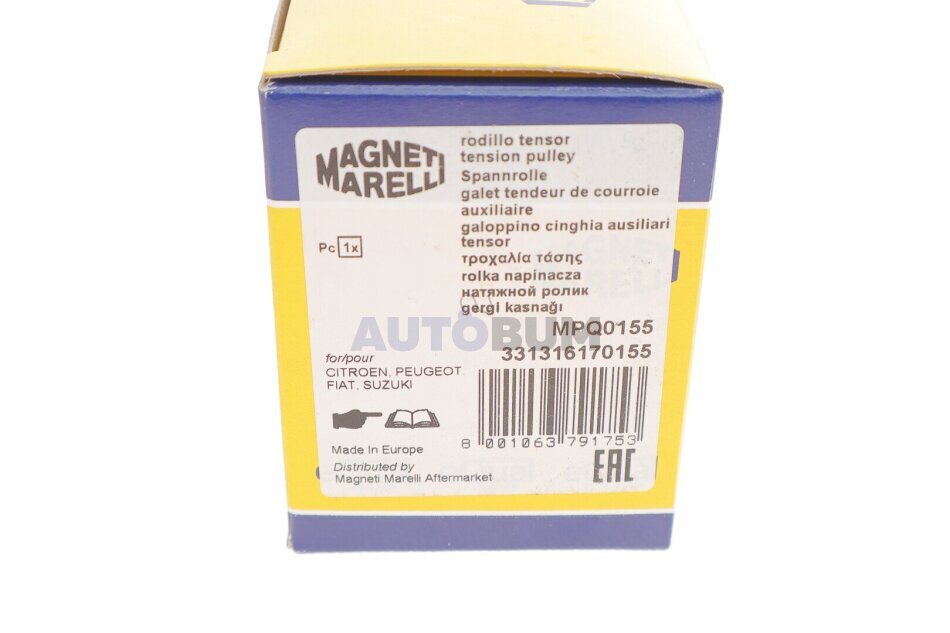 MAGNETI
MARELLI
rodillo tensor
tension pulley
Spannrolle
galet tendeur de courroie
auxiliaire
galoppino cinghia ausiliari
tensor
τροχαλία τάσης
rolka napinacza
натяжной ролик
gergi kasnağı
Pc 1x
AUTOBUM
MPQ0155
331316170155
for/pour
CITROEN, PEUGEOT,
FIAT, SUZUKI
8 001063 791753
Made In Europe
Distributed by
Magneti Marelli Aftermarket
EAC